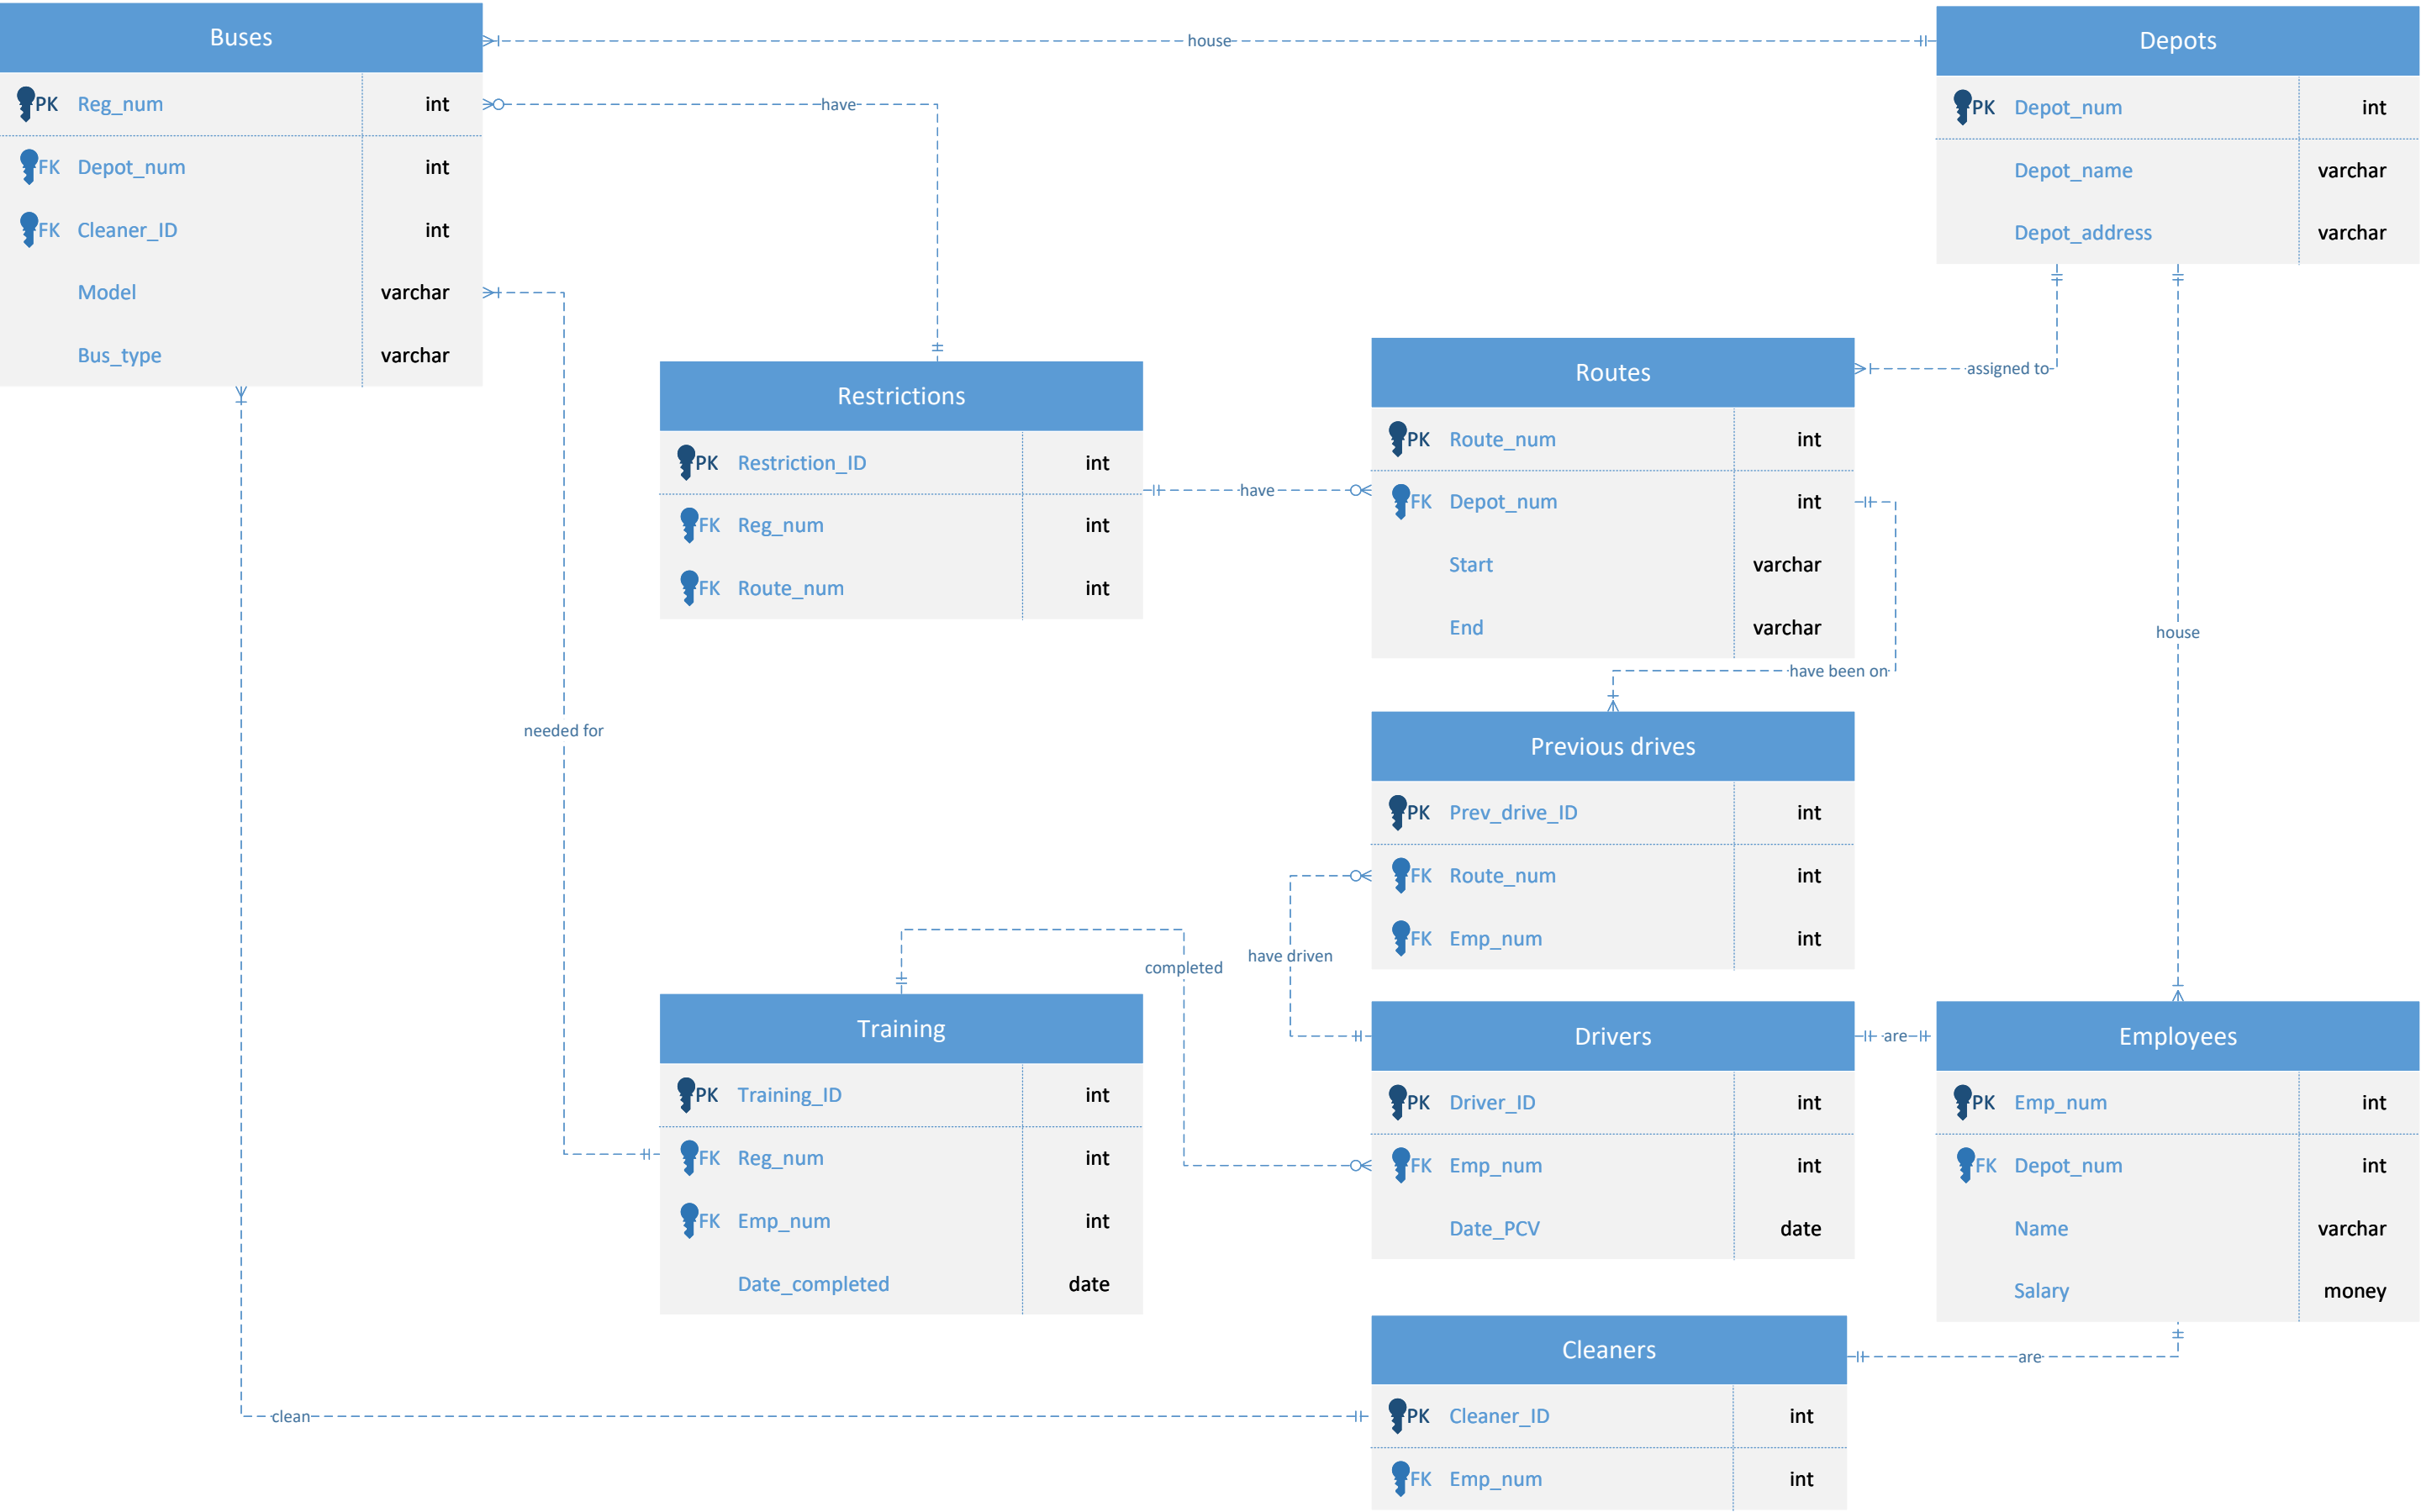 Buses
PK Reg_num int
FK Depot_num int
FK Cleaner_ID int
Model varchar
Bus_type varchar
house
have
Depots
PK Depot_num int
Depot_name varchar
Depot_address varchar
Restrictions
PK Restriction_ID int
FK Reg_num int
FK Route_num int
have
Routes
PK Route_num int
FK Depot_num int
Start varchar
End varchar
assigned to
house
have been on
needed for
Previous drives
PK Prev_drive_ID int
FK Route_num int
FK Emp_num int
have driven
completed
Training
PK Training_ID int
FK Reg_num int
FK Emp_num int
Date_completed date
Drivers
PK Driver_ID int
FK Emp_num int
Date_PCV date
are
Employees
PK Emp_num int
FK Depot_num int
Name varchar
Salary money
Cleaners
PK Cleaner_ID int
FK Emp_num int
are
clean